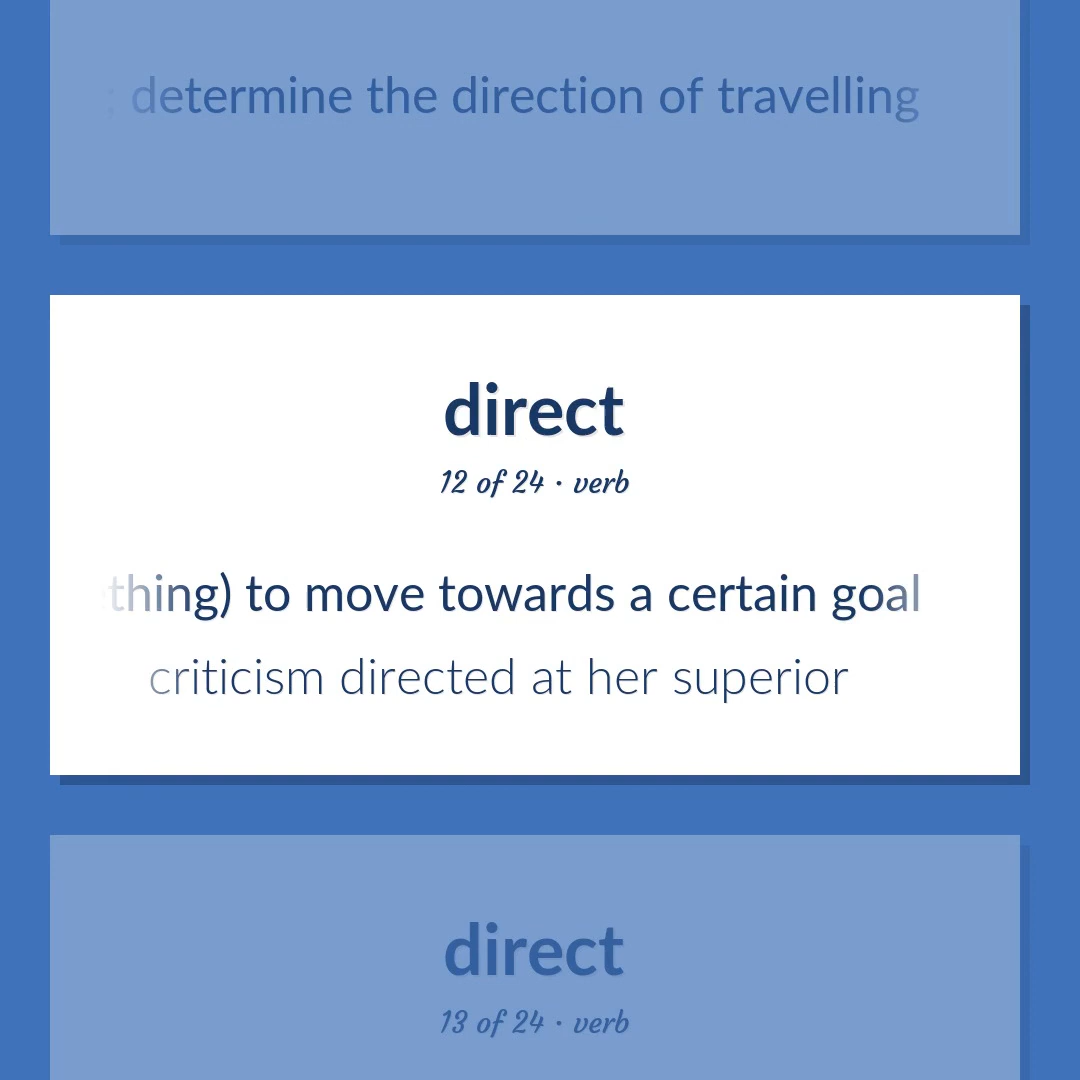 ; determine the direction of travelling
direct
12 of 24 · verb
thing) to move towards a certain goal
criticism directed at her superior
direct
13 of 24 · verb